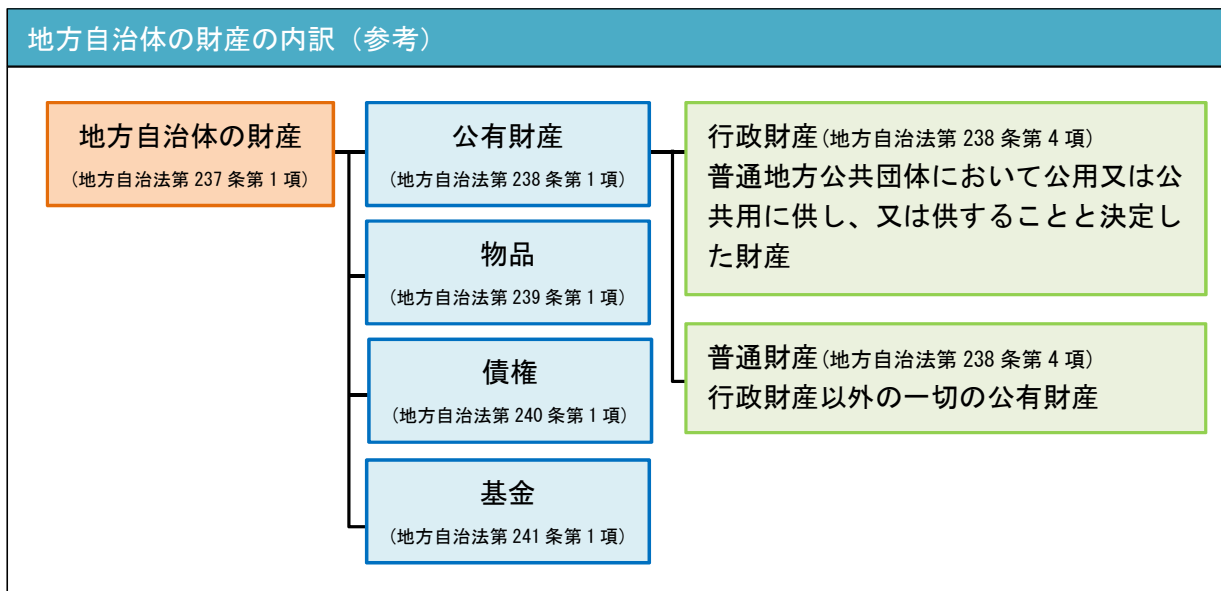 地方自治体の財産の内訳（参考）
地方自治体の財産
(地方自治法第 237 条第 1 項)
公有財産
(地方自治法第 238 条第 1 項)
物品
(地方自治法第 239 条第 1 項)
債権
(地方自治法第 240 条第 1 項)
基金
(地方自治法第 241 条第 1 項)
行政財産(地方自治法第 238 条第 4 項)
普通地方公共団体において公用又は公
共用に供し、又は供することと決定し
た財産
普通財産(地方自治法第 238 条第 4 項)
行政財産以外の一切の公有財産